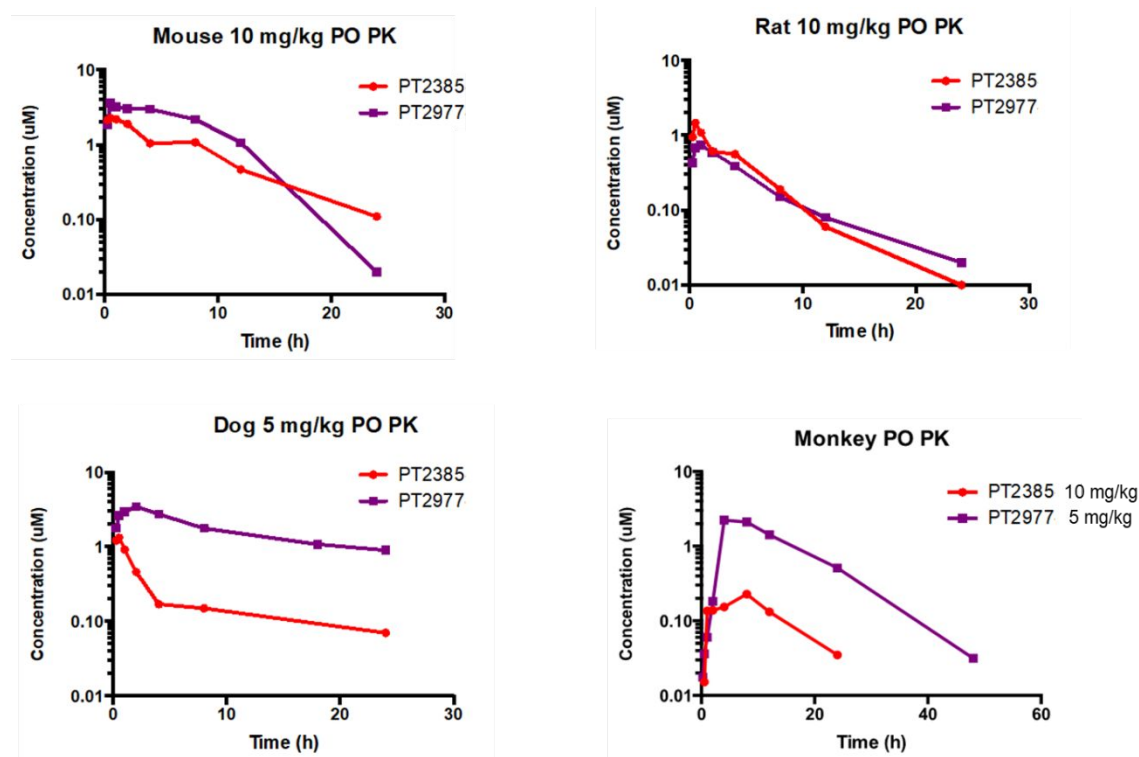 Mouse 10 mg/kg PO PK
PT2385
PT2977
Concentration (uM)
10
1
0.10
0.01
0 10 20 30
Time (h)
Rat 10 mg/kg PO PK
PT2385
PT2977
Concentration (uM)
10
1
0.10
0.01
0 10 20 30
Time (h)
Dog 5 mg/kg PO PK
PT2385
PT2977
Concentration (uM)
10
1
0.10
0.01
0 10 20 30
Time (h)
Monkey PO PK
PT2385 10 mg/kg
PT2977 5 mg/kg
Concentration (uM)
10
1
0.10
0.01
0 20 40 60
Time (h)